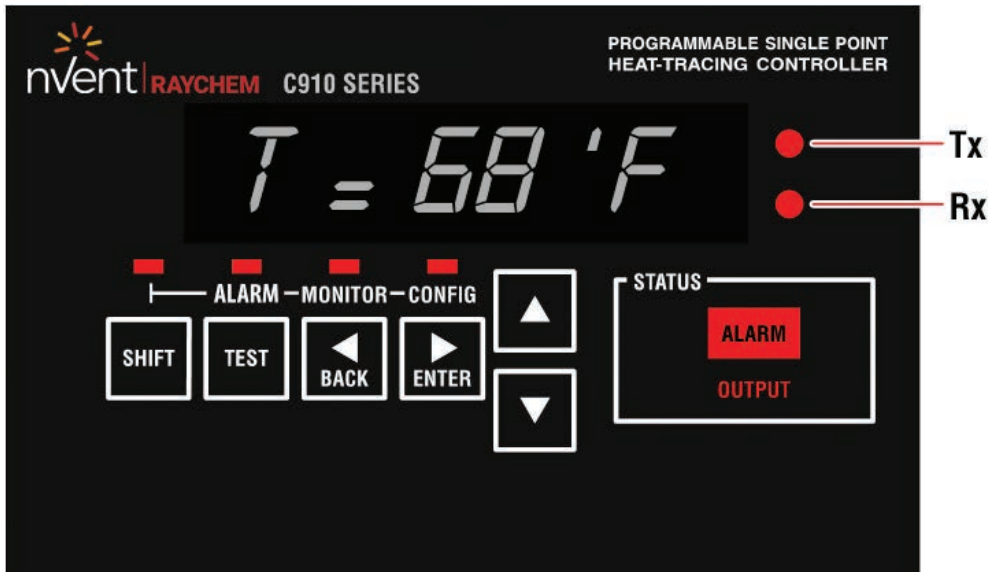 nvent RAYCHEM C910 SERIES
PROGRAMMABLE SINGLE POINT
HEAT-TRACING CONTROLLER
T = 68 'F
Tx
Rx
ALARM MONITOR CONFIG
SHIFT
TEST
BACK
ENTER
STATUS
ALARM
OUTPUT